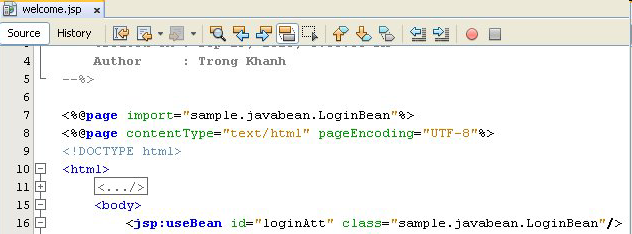 welcome.jsp
Source History
4 Author : Trong Khanh
5 --%>
6
7 <%@page import="sample.javabean.LoginBean"%>
8 <%@page contentType="text/html" pageEncoding="UTF-8"%>
9 <!DOCTYPE html>
10 <html>
11 <.../>
15 <body>
16 <jsp:useBean id="loginAtt" class="sample.javabean.LoginBean"/>